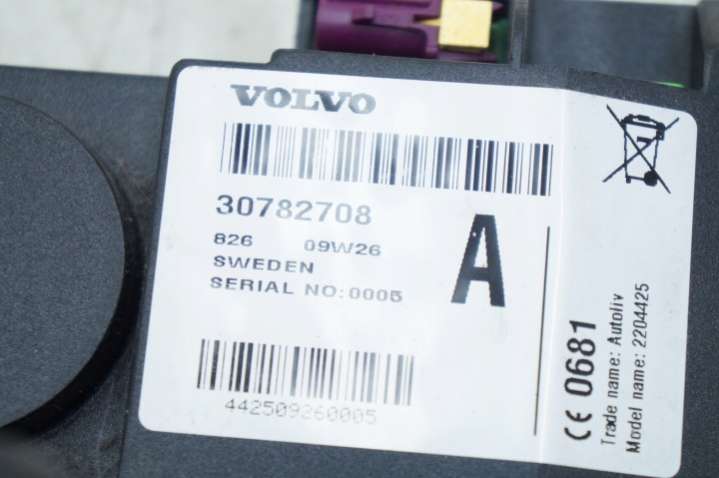 VOLVO
30782708
826 09W26
SWEDEN
SERIAL NO:0005
A
442509260005
CE 0681
Trade name: Autoliv
Model name: 2204425